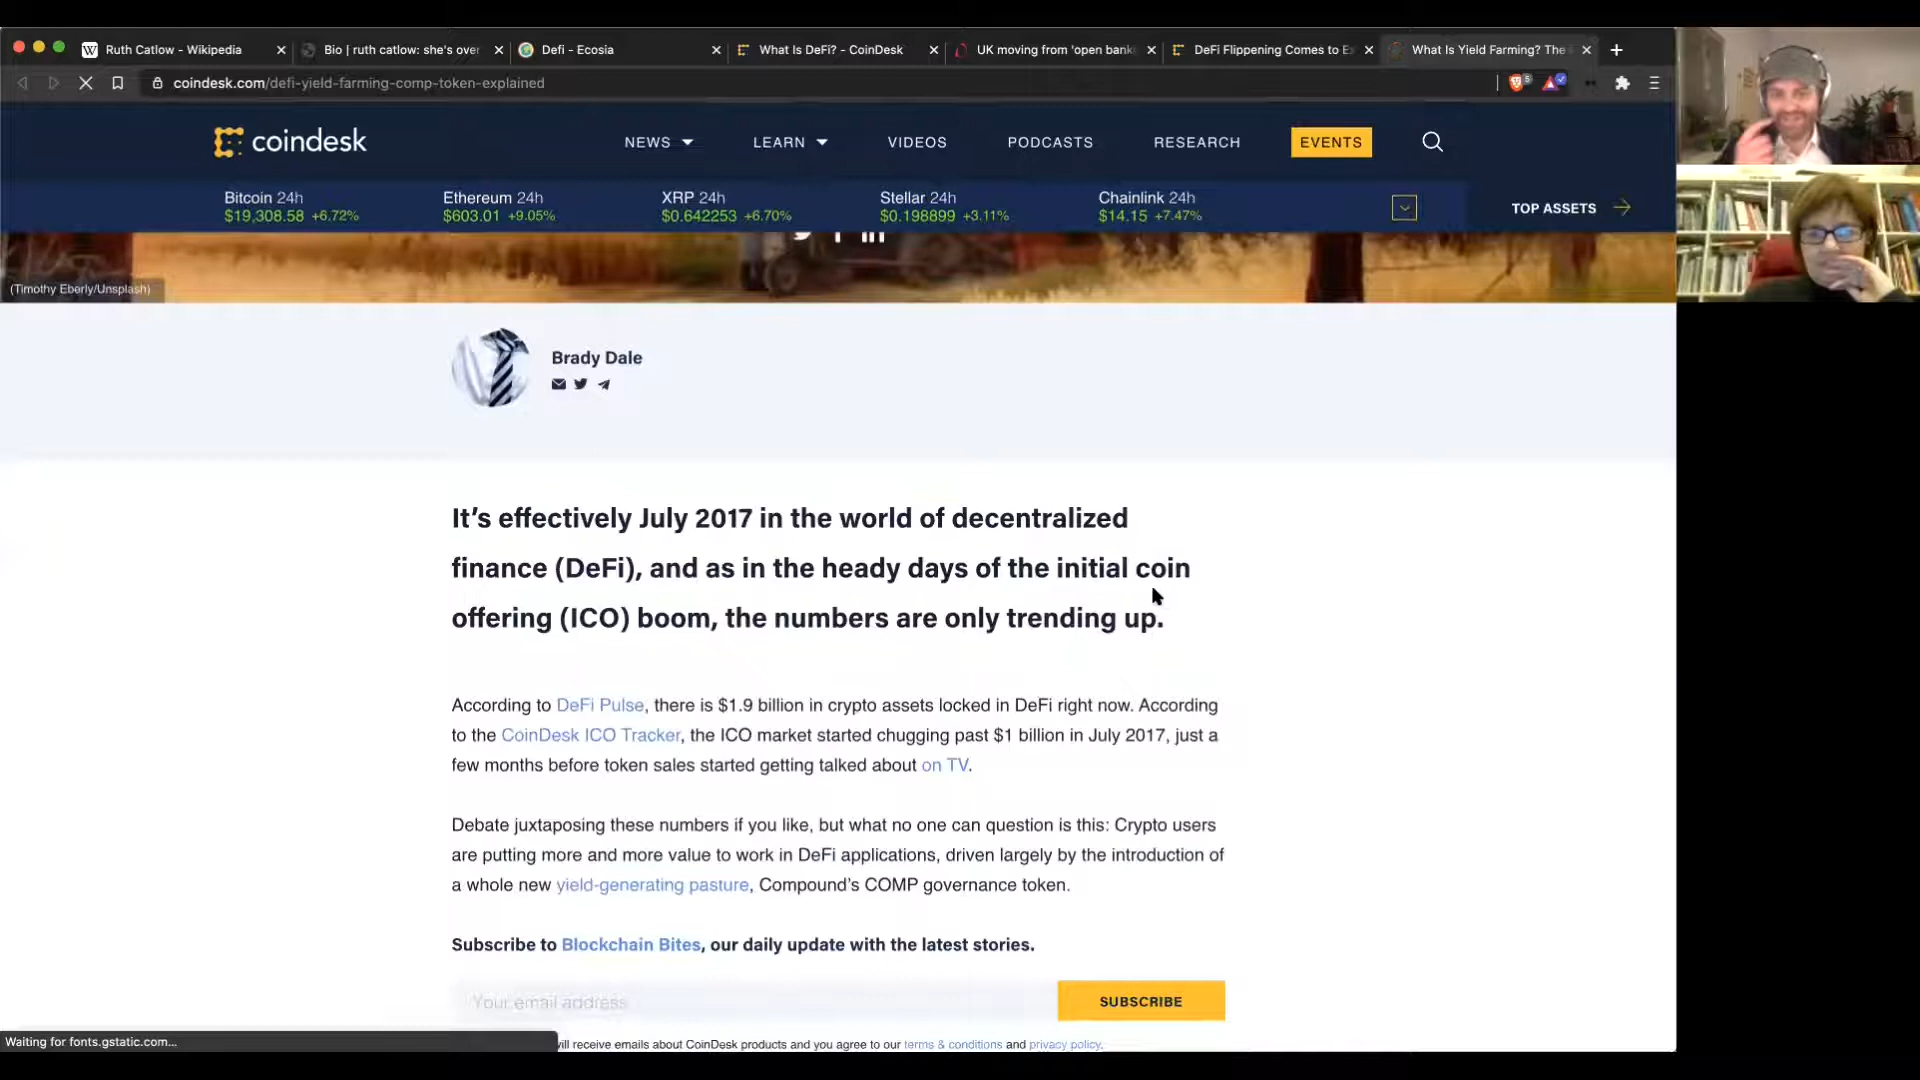 Ruth Catlow - Wikipedia
Bio | ruth catlow: she's over
Defi - Ecosia
What Is DeFi? - CoinDesk
UK moving from 'open bank
DeFi Flippening Comes to E
What Is Yield Farming? The
coindesk.com/defi-yield-farming-comp-token-explained
5
coindesk
NEWS
LEARN
VIDEOS
PODCASTS
RESEARCH
EVENTS
Bitcoin 24h
$19,308.58 +6.72%
Ethereum 24h
$603.01 +9.05%
XRP 24h
$0.642253 +6.70%
Stellar 24h
$0.198899 +3.11%
Chainlink 24h
$14.15 +7.47%
TOP ASSETS
(Timothy Eberly/Unsplash)
Brady Dale
It’s effectively July 2017 in the world of decentralized
finance (DeFi), and as in the heady days of the initial coin
offering (ICO) boom, the numbers are only trending up.
According to DeFi Pulse, there is $1.9 billion in crypto assets locked in DeFi right now. According
to the CoinDesk ICO Tracker, the ICO market started chugging past $1 billion in July 2017, just a
few months before token sales started getting talked about on TV.
Debate juxtaposing these numbers if you like, but what no one can question is this: Crypto users
are putting more and more value to work in DeFi applications, driven largely by the introduction of
a whole new yield-generating pasture, Compound’s COMP governance token.
Subscribe to Blockchain Bites, our daily update with the latest stories.
Your email address
SUBSCRIBE
will receive emails about CoinDesk products and you agree to our terms & conditions and privacy policy.
Waiting for fonts.gstatic.com...